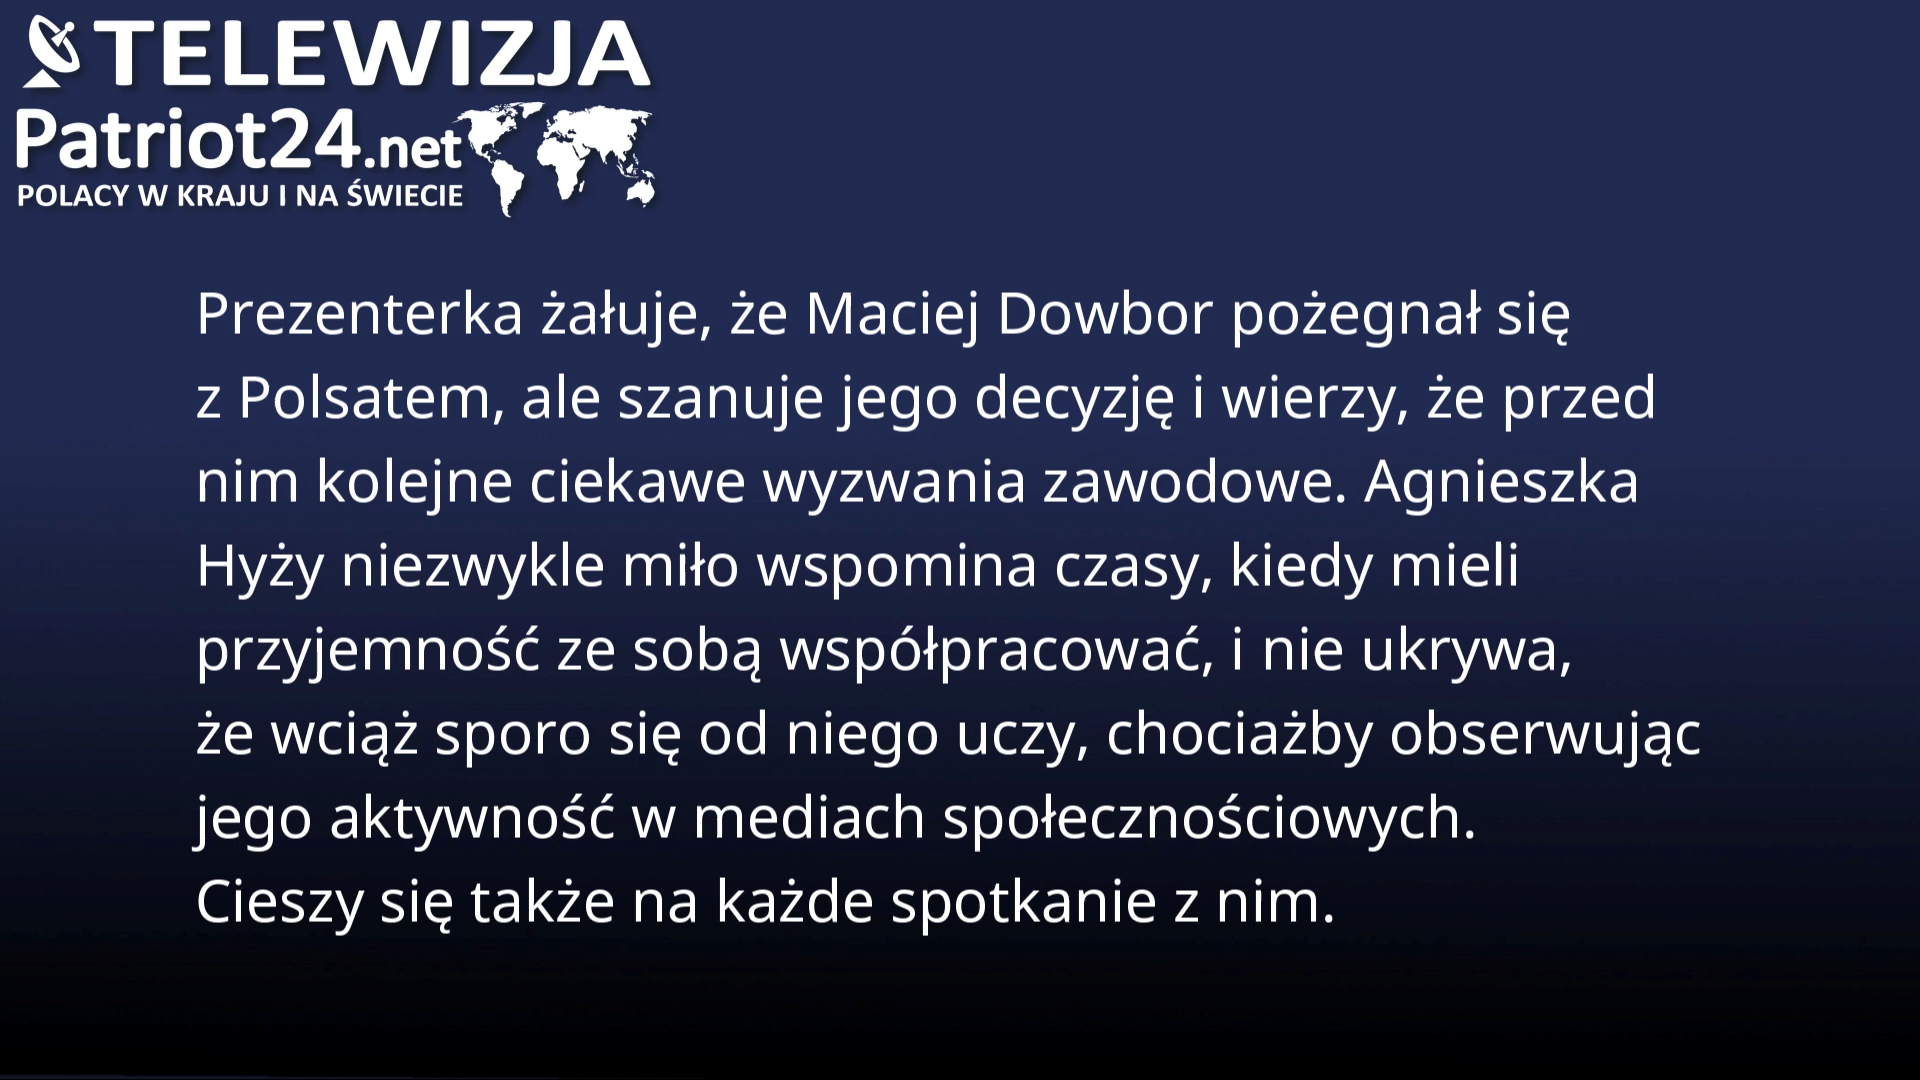 TELEWIZJA
Patriot24.net
POLACY W KRAJU I NA ŚWIECIE
Prezenterka żałuje, że Maciej Dowbor pożegnał się
z Polsatem, ale szanuje jego decyzję i wierzy, że przed
nim kolejne ciekawe wyzwania zawodowe. Agnieszka
Hyży niezwykle miło wspomina czasy, kiedy mieli
przyjemność ze sobą współpracować, i nie ukrywa,
że wciąż sporo się od niego uczy, chociażby obserwując
jego aktywność w mediach społecznościowych.
Cieszy się także na każde spotkanie z nim.